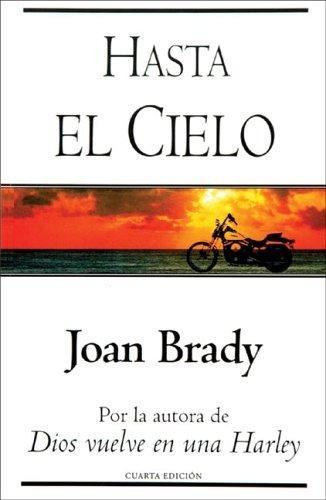 HASTA
EL CIELO
Joan Brady
Por la autora de
Dios vuelve en una Harley
CUARTA EDICIÓN